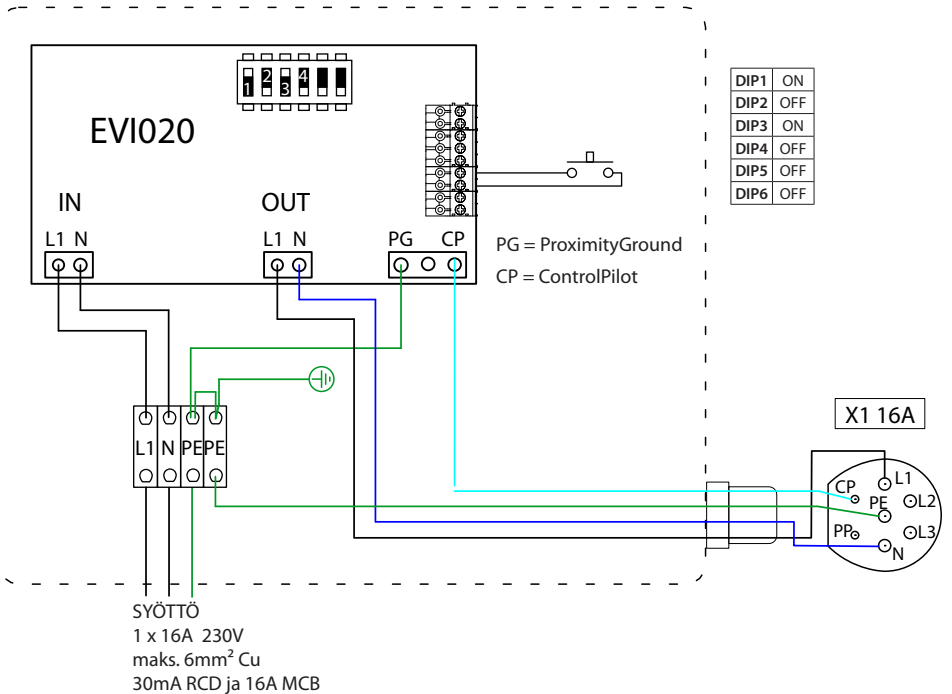 1 2 3 4
EVI020
DIP1 ON
DIP2 OFF
DIP3 ON
DIP4 OFF
DIP5 OFF
DIP6 OFF
IN
OUT
L1 N
L1 N
PG CP
PG = ProximityGround
CP = ControlPilot
L1 N PE PE
X1 16A
CP
L1
PE
L2
PP
L3
N
SYÖTTÖ
1 x 16A 230V
maks. 6mm² Cu
30mA RCD ja 16A MCB